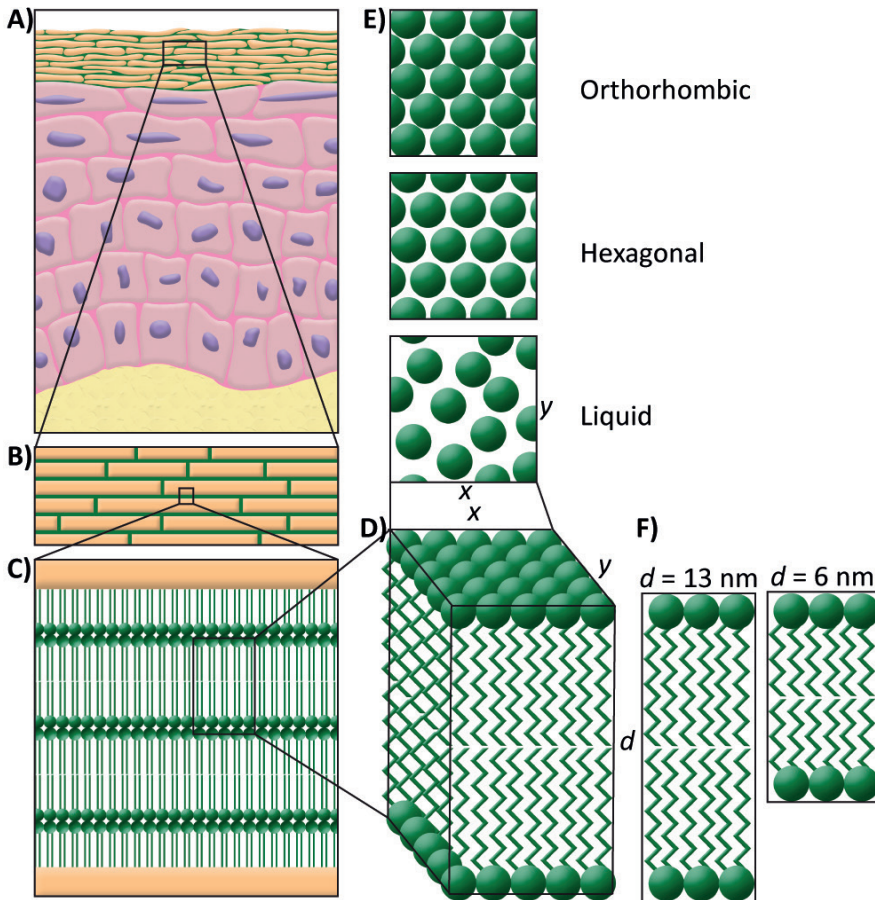 A)
E)
Orthorhombic
Hexagonal
Liquid
y
x
B)
x
D)
F)
C)
y
d = 13 nm
d = 6 nm
d